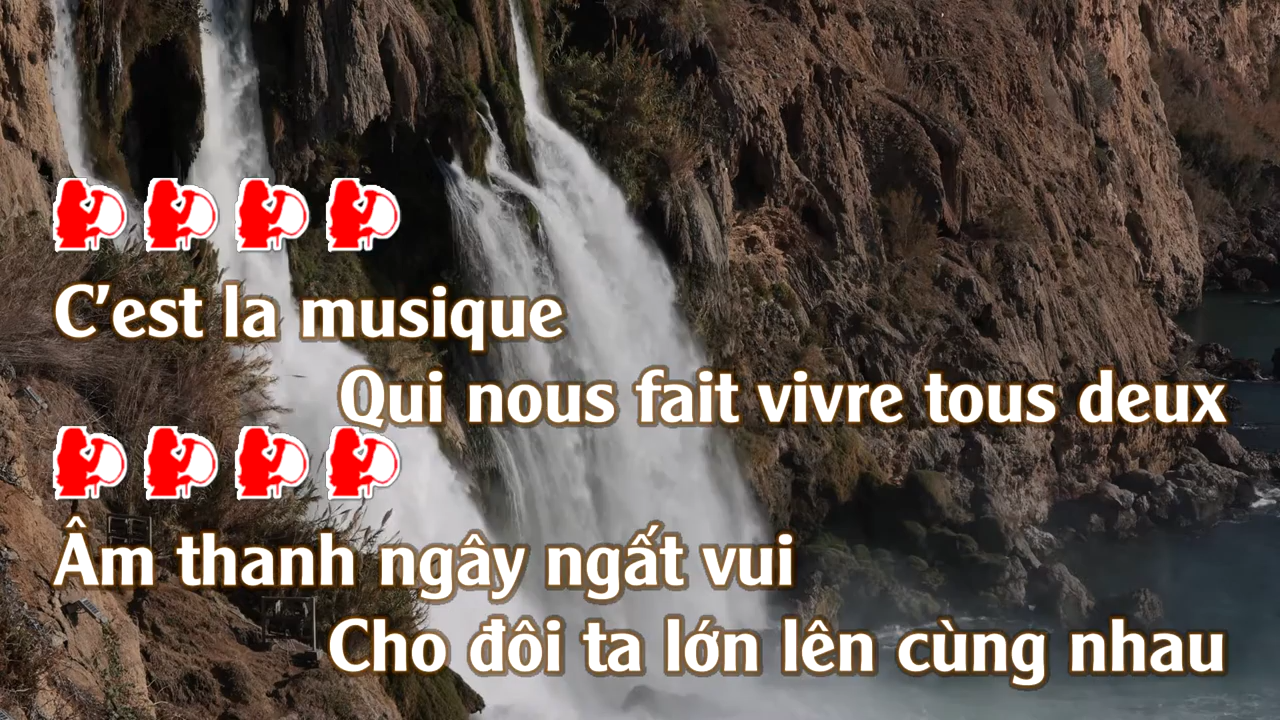 C'est la musique
Qui nous fait vivre tous deux
Âm thanh ngây ngất vui
Cho đôi ta lớn lên cùng nhau